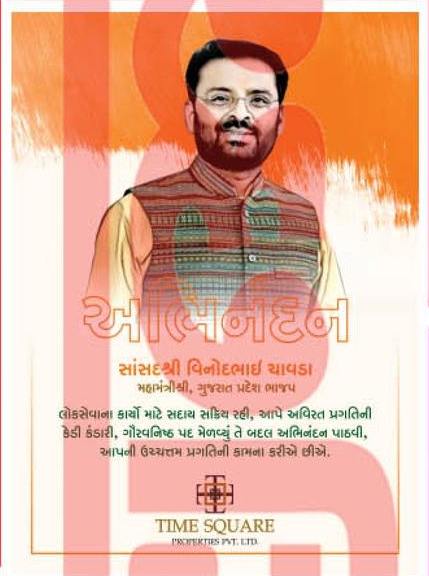 અભિનંદન
સાંસદશ્રી વિનોદભાઈ ચાવડા
મહામંત્રીશ્રી, ગુજરાત પ્રદેશ ભાજપ
લોકસેવાના કાર્યો માટે સદાય સક્રિય રહી, આપે અવિરત પ્રગતિની
કેડી કંડારી, ગૌરવનિષ્ઠ પદ મેળવ્યું તે બદલ અભિનંદન પાઠવી,
આપની ઉચ્ચત્તમ પ્રગતિની કામના કરીએ છીએ.
TIME SQUARE
PROPERTIES PVT. LTD.